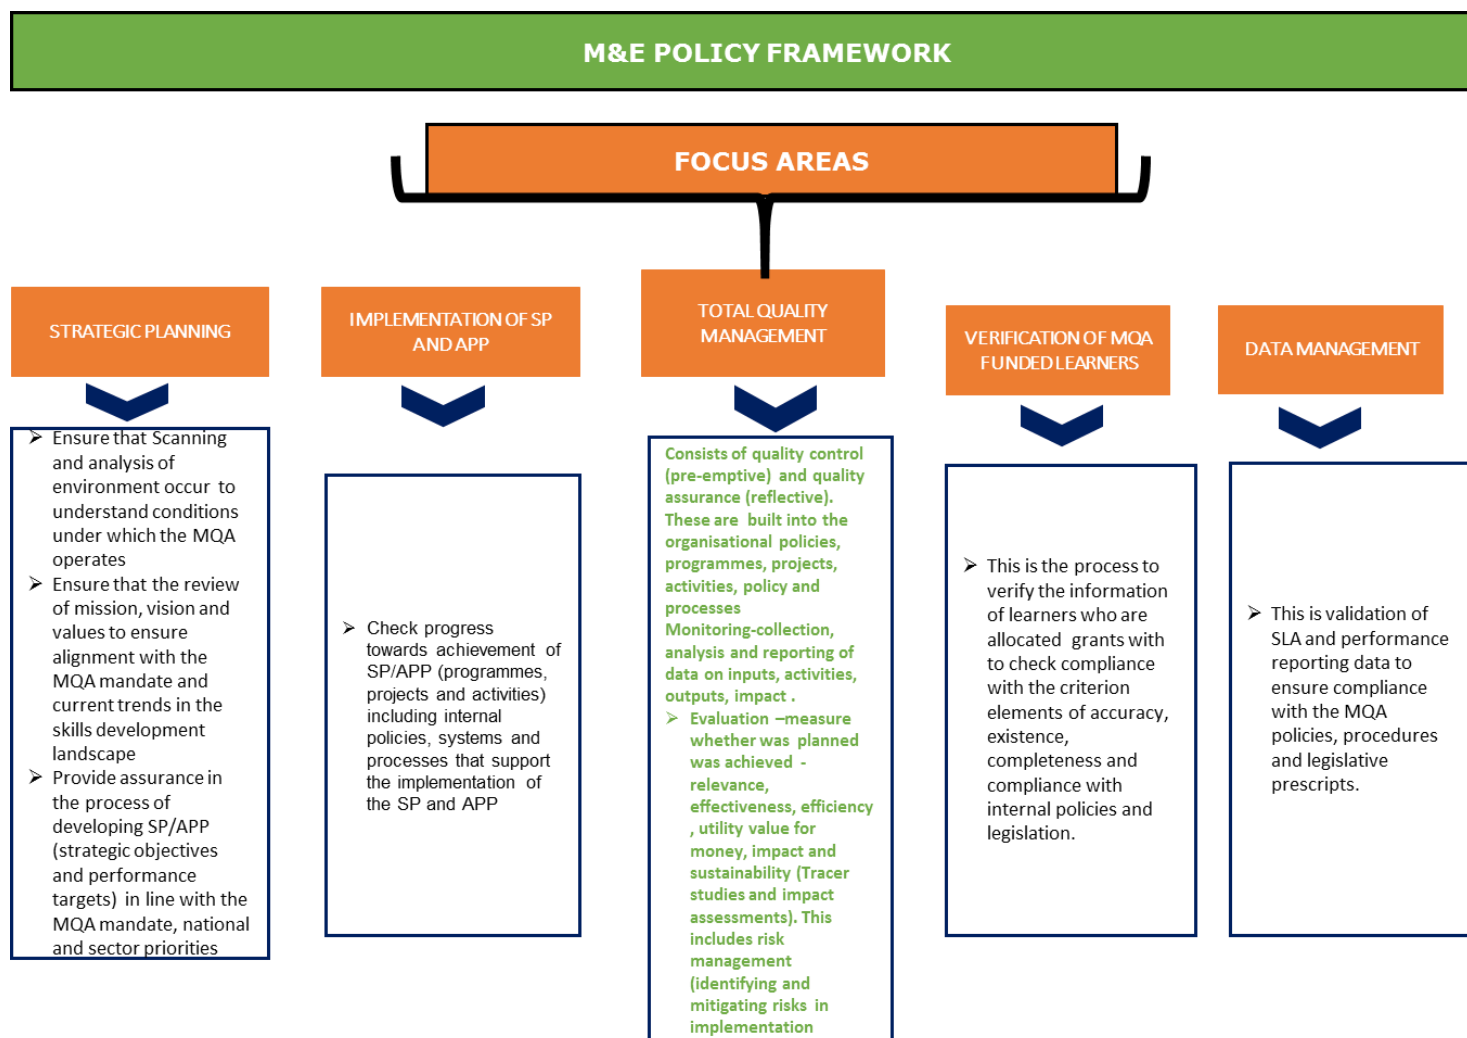 M&E POLICY FRAMEWORK
FOCUS AREAS
STRATEGIC PLANNING
➢ Ensure that Scanning
and analysis of
environment occur to
understand conditions
under which the MQA
operates
➢ Ensure that the review
of mission, vision and
values to ensure
alignment with the
MQA mandate and
current trends in the
skills development
landscape
➢ Provide assurance in
the process of
developing SP/APP
(strategic objectives
and performance
targets) in line with the
MQA mandate, national
and sector priorities
IMPLEMENTATION OF SP
AND APP
➢ Check progress
towards achievement of
SP/APP (programmes,
projects and activities)
including internal
policies, systems and
processes that support
the implementation of
the SP and APP
TOTAL QUALITY
MANAGEMENT
Consists of quality control
(pre-emptive) and quality
assurance (reflective).
These are built into the
organisational policies,
programmes, projects,
activities, policy and
processes
Monitoring-collection,
analysis and reporting of
data on inputs, activities,
outputs, impact .
➢ Evaluation –measure
whether was planned
was achieved -
relevance,
effectiveness, efficiency
, utility value for
money, impact and
sustainability (Tracer
studies and impact
assessments). This
includes risk
management
(identifying and
mitigating risks in
implementation
VERIFICATION OF MQA
FUNDED LEARNERS
➢ This is the process to
verify the information
of learners who are
allocated grants with
to check compliance
with the criterion
elements of accuracy,
existence,
completeness and
compliance with
internal policies and
legislation.
DATA MANAGEMENT
➢ This is validation of
SLA and performance
reporting data to
ensure compliance
with the MQA
policies, procedures
and legislative
prescripts.